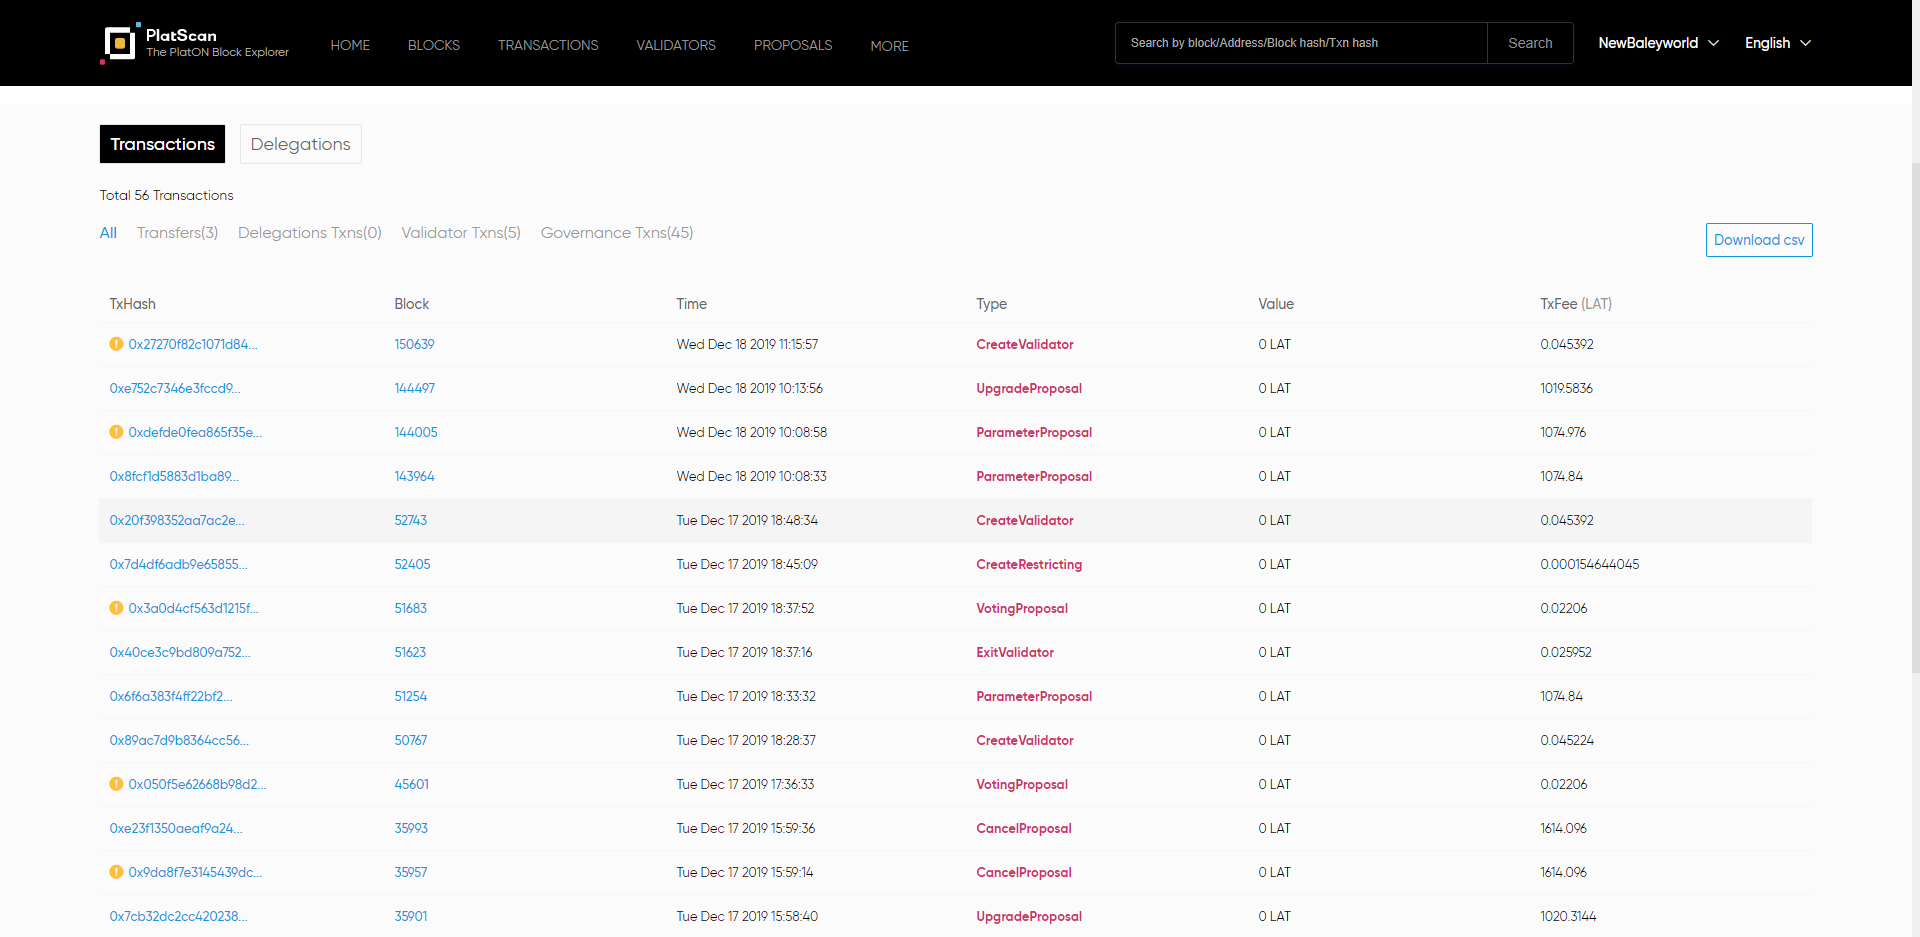 PlatScan
The PlatON Block Explorer
HOME BLOCKS TRANSACTIONS VALIDATORS PROPOSALS MORE
Search by block/Address/Block hash/Txn hash Search NewBaleyworld English
Transactions Delegations
Total 56 Transactions
All Transfers(3) Delegations Txns(0) Validator Txns(5) Governance Txns(45)
Download csv
TxHash Block Time Type Value TxFee (LAT)
0x27270f82c1071d84... 150639 Wed Dec 18 2019 11:15:57 CreateValidator 0 LAT 0.045392
0xe752c7346e3fccd9... 144497 Wed Dec 18 2019 10:13:56 UpgradeProposal 0 LAT 1019.5836
0xdefde0fea865f35e... 144005 Wed Dec 18 2019 10:08:58 ParameterProposal 0 LAT 1074.976
0x8fcf1d5883d1ba89... 143964 Wed Dec 18 2019 10:08:33 ParameterProposal 0 LAT 1074.84
0x20f398352aa7ac2e... 52743 Tue Dec 17 2019 18:48:34 CreateValidator 0 LAT 0.045392
0x7d4df6adb9e65855... 52405 Tue Dec 17 2019 18:45:09 CreateRestricting 0 LAT 0.000154644045
0x3a0d4cf563d1215f... 51683 Tue Dec 17 2019 18:37:52 VotingProposal 0 LAT 0.02206
0x40ce3c9bd809a752... 51623 Tue Dec 17 2019 18:37:16 ExitValidator 0 LAT 0.025952
0x6f6a383f4ff22bf2... 51254 Tue Dec 17 2019 18:33:32 ParameterProposal 0 LAT 1074.84
0x89ac7d9b8364cc56... 50767 Tue Dec 17 2019 18:28:37 CreateValidator 0 LAT 0.045224
0x050f5e62668b98d2... 45601 Tue Dec 17 2019 17:36:33 VotingProposal 0 LAT 0.02206
0xe23f1350aeaf9a24... 35993 Tue Dec 17 2019 15:59:36 CancelProposal 0 LAT 1614.096
0x9da8f7e3145439dc... 35957 Tue Dec 17 2019 15:59:14 CancelProposal 0 LAT 1614.096
0x7cb32dc2cc420238... 35901 Tue Dec 17 2019 15:58:40 UpgradeProposal 0 LAT 1020.3144